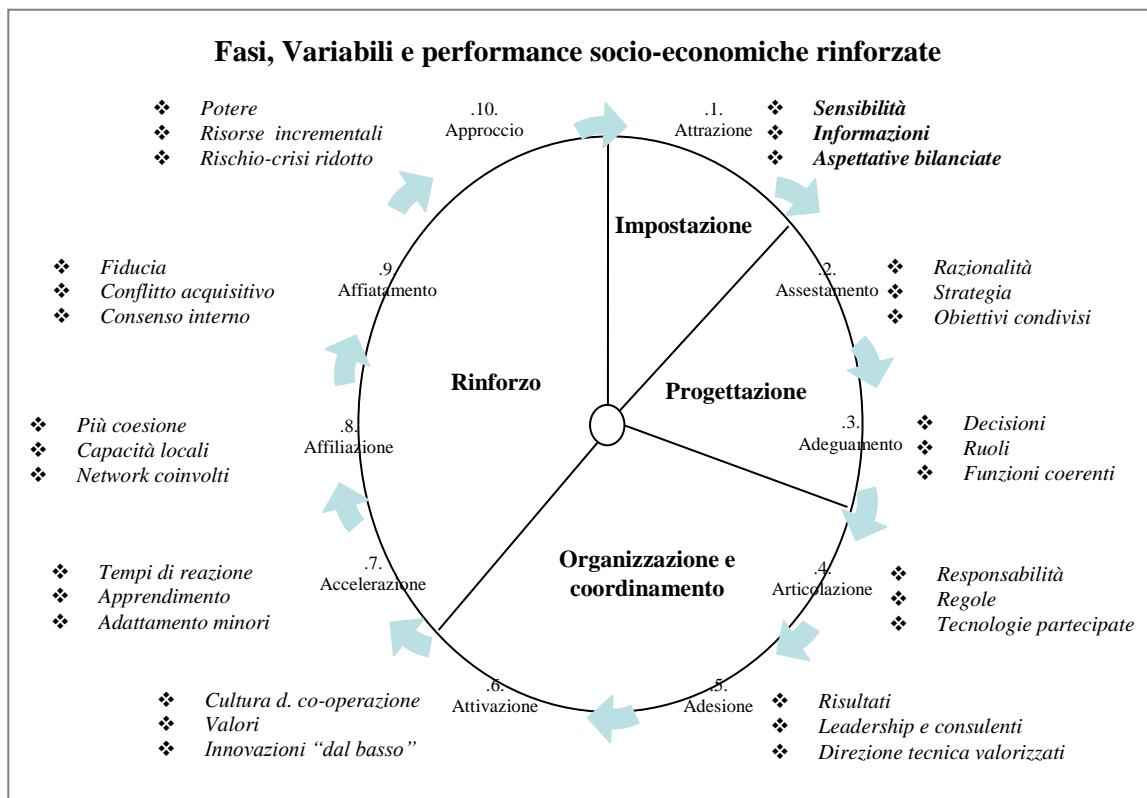 Fasi, Variabili e performance socio-economiche rinforzate
.10.
Approccio
❖ Potere
❖ Risorse incrementali
❖ Rischio-crisi ridotto
.1.
Attrazione
❖ Sensibilità
❖ Informazioni
❖ Aspettative bilanciate
Impostazione
.9.
Affiatamento
❖ Fiducia
❖ Conflitto acquisitivo
❖ Consenso interno
.2.
Assestamento
❖ Razionalità
❖ Strategia
❖ Obiettivi condivisi
Rinforzo
Progettazione
.8.
Affiliazione
❖ Più coesione
❖ Capacità locali
❖ Network coinvolti
.3.
Adeguamento
❖ Decisioni
❖ Ruoli
❖ Funzioni coerenti
Organizzazione e
coordinamento
.7.
Accelerazione
❖ Tempi di reazione
❖ Apprendimento
❖ Adattamento minori
.4.
Articolazione
❖ Responsabilità
❖ Regole
❖ Tecnologie partecipate
.6.
Attivazione
❖ Cultura d. co-operazione
❖ Valori
❖ Innovazioni “dal basso”
.5.
Adesione
❖ Risultati
❖ Leadership e consulenti
❖ Direzione tecnica valorizzati